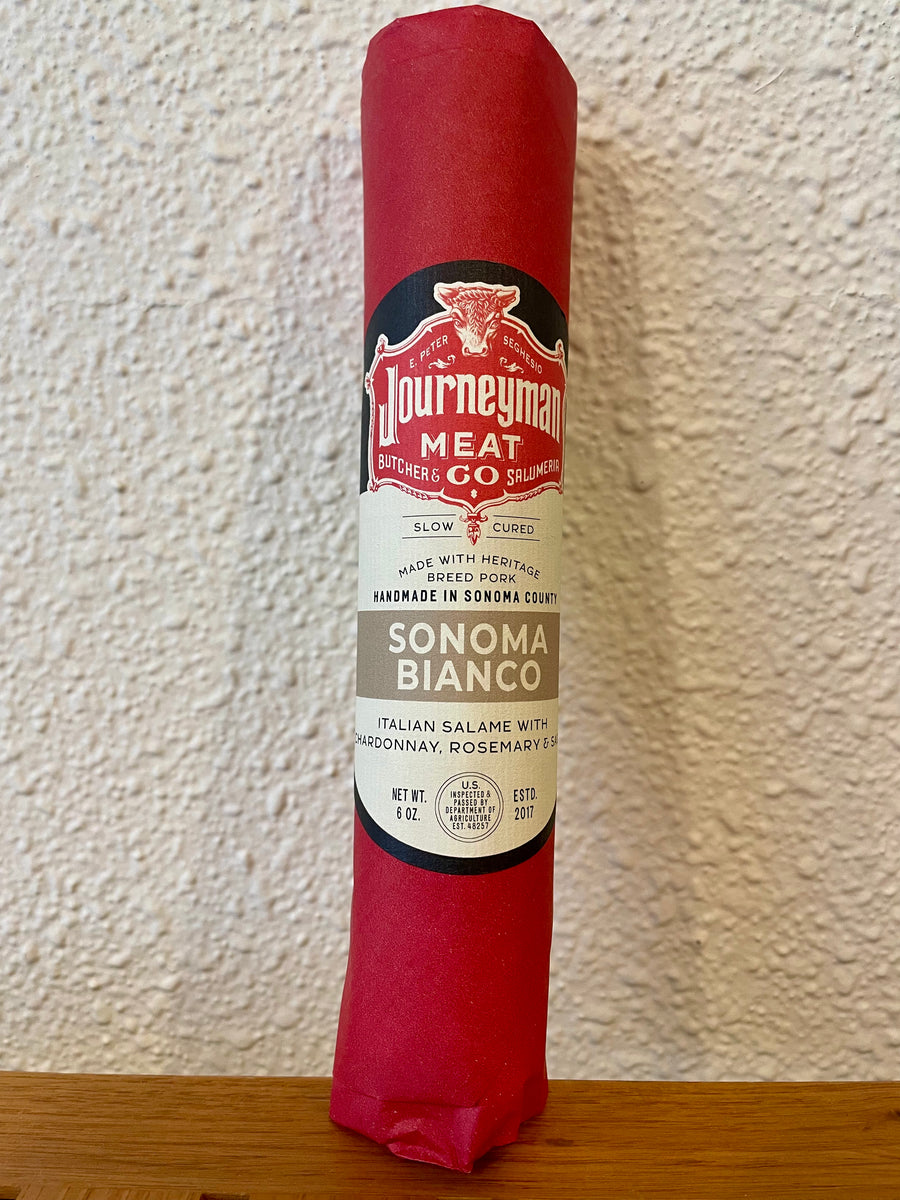 E. PETER SEGHESIO
Journeyman
MEAT
BUTCHER & CO SALUMERIA
SLOW CURED
MADE WITH HERITAGE
BREED PORK
HANDMADE IN SONOMA COUNTY
SONOMA
BIANCO
ITALIAN SALAME WITH
CHARDONNAY, ROSEMARY &
NET WT.
6 OZ.
U.S.
INSPECTED &
PASSED BY
DEPARTMENT OF
AGRICULTURE
EST. 48257
ESTD.
2017